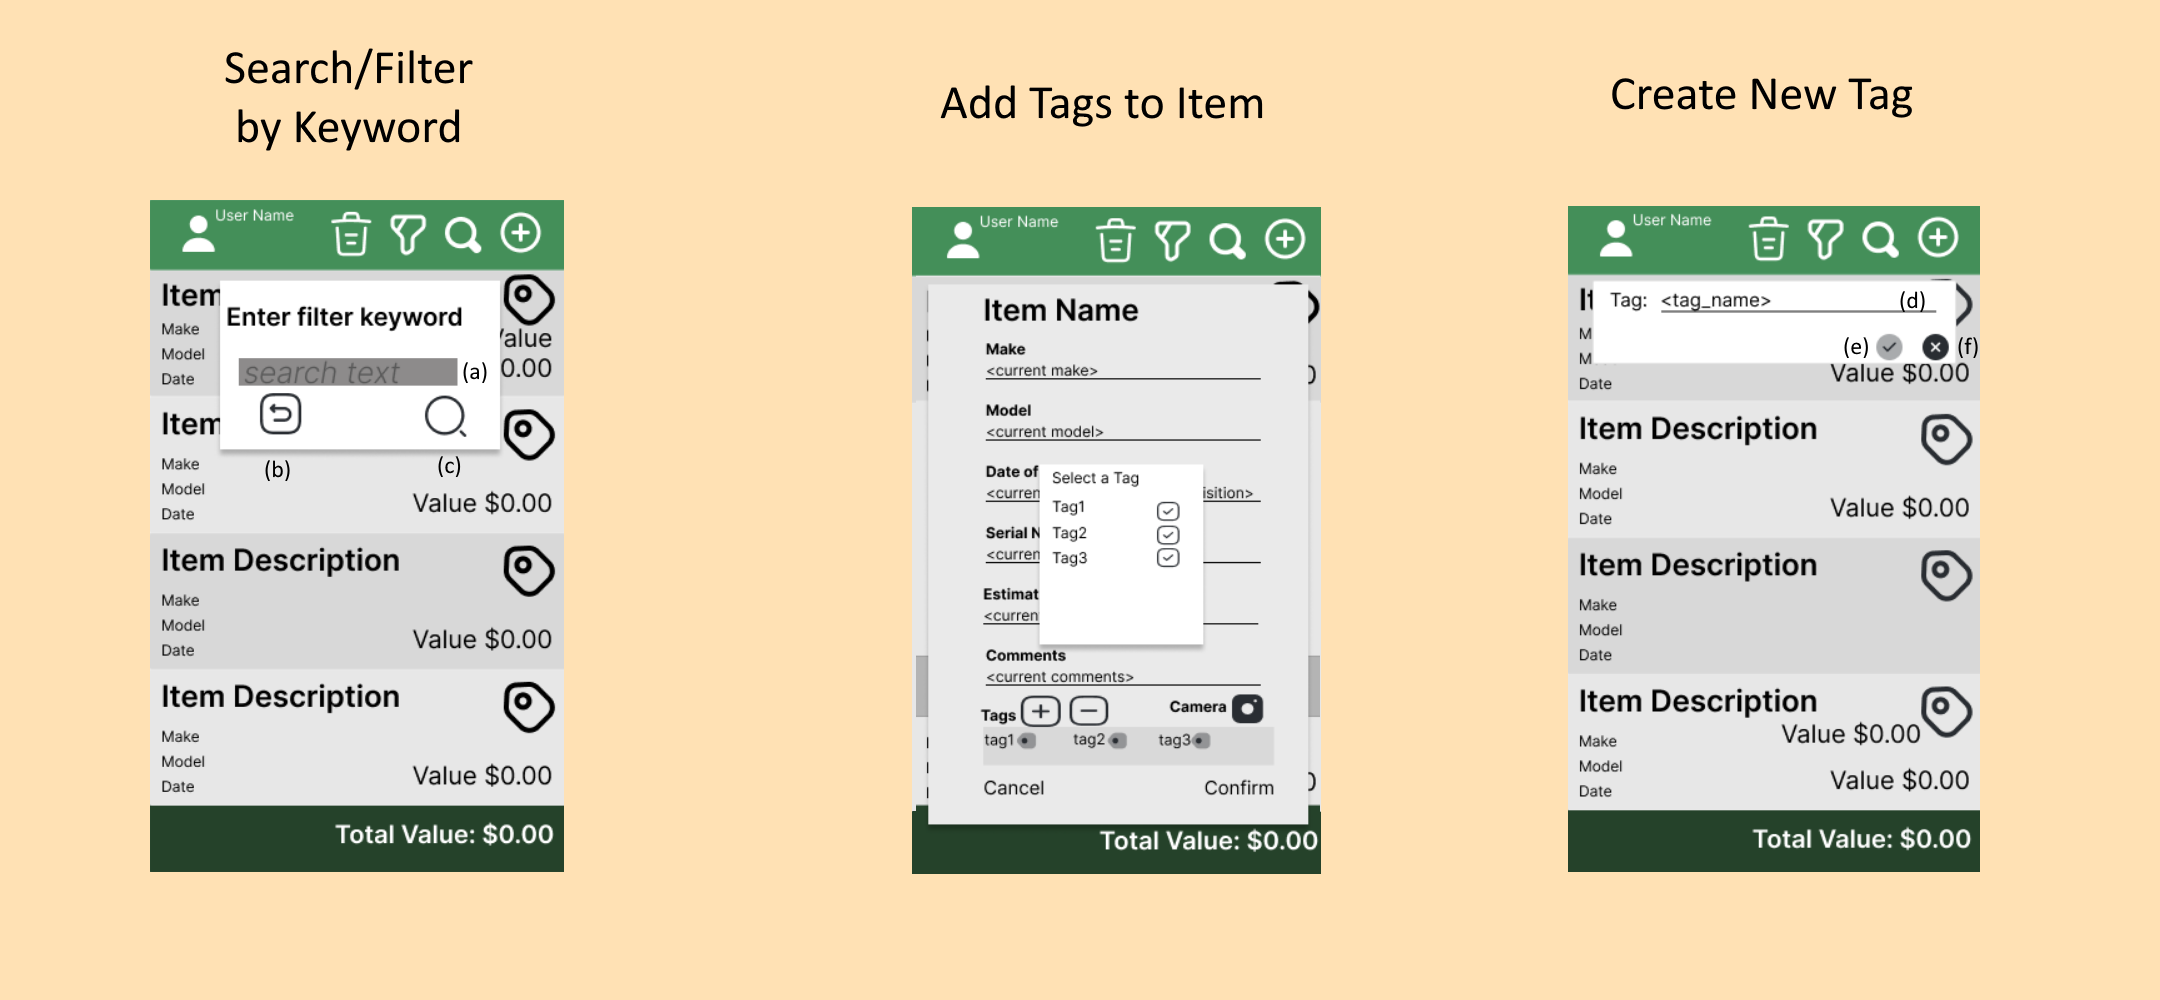 Search/Filter
by Keyword
User Name
Item
Enter filter keyword
Make
Value
Model
0.00
search text
(a)
Date
Item
(b)
(c)
Make
Model
Value $0.00
Date
Item Description
Make
Model
Value $0.00
Date
Item Description
Make
Model
Value $0.00
Date
Total Value: $0.00
Add Tags to Item
User Name
Item Name
Make
<current make>
Model
<current model>
Date of
<curren
isition>
Select a Tag
Tag1
Tag2
Tag3
Serial N
<curren
Estimat
<curren
Comments
<current comments>
Tags
Camera
tag1
tag2
tag3
Cancel
Confirm
Total Value: $0.00
Create New Tag
User Name
It
Tag: <tag_name> (d)
(e)
(f)
M
M
Date
Value $0.00
Item Description
Make
Model
Value $0.00
Date
Item Description
Make
Model
Date
Item Description
Value $0.00
Make
Model
Value $0.00
Date
Total Value: $0.00